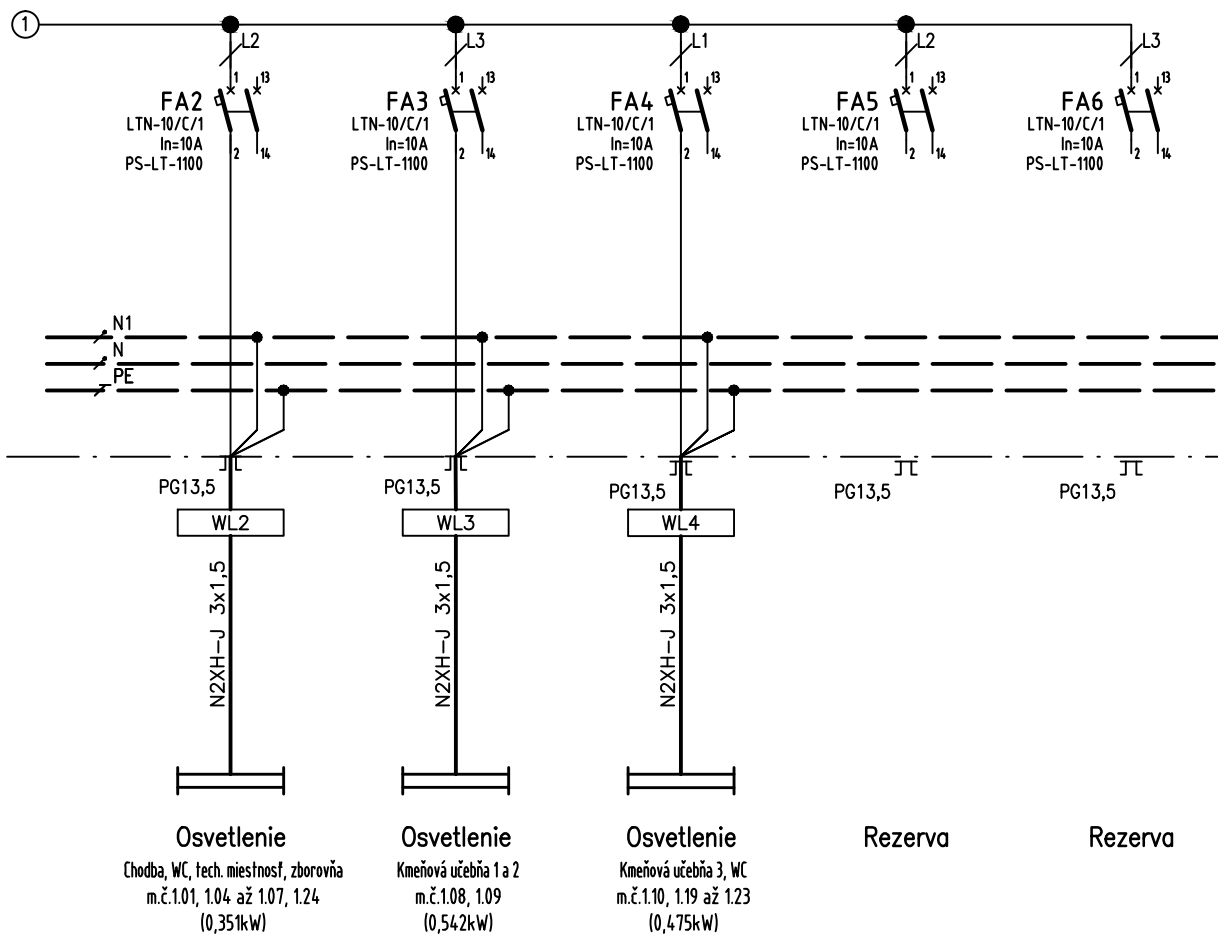 1
L2
L3
L1
L2
L3
1 13
1 13
1 13
1 13
1 13
FA2
LTN-10/C/1
In=10A
PS-LT-1100
2 14
FA3
LTN-10/C/1
In=10A
PS-LT-1100
2 14
FA4
LTN-10/C/1
In=10A
PS-LT-1100
2 14
FA5
LTN-10/C/1
In=10A
PS-LT-1100
2 14
FA6
LTN-10/C/1
In=10A
PS-LT-1100
2 14
N1
N
PE
PG13,5
PG13,5
PG13,5
PG13,5
PG13,5
WL2
WL3
WL4
N2XH-J 3x1,5
N2XH-J 3x1,5
N2XH-J 3x1,5
Osvetlenie
Chodba, WC, tech. miestnosť, zborovňa
m.č.1.01, 1.04 až 1.07, 1.24
(0,351kW)
Osvetlenie
Kmeňová učebňa 1 a 2
m.č.1.08, 1.09
(0,542kW)
Osvetlenie
Kmeňová učebňa 3, WC
m.č.1.10, 1.19 až 1.23
(0,475kW)
Rezerva
Rezerva